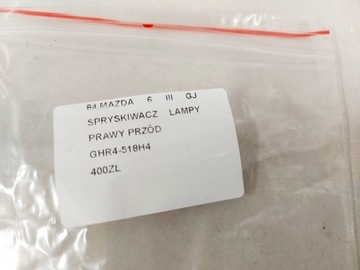 84 MAZDA 6 III GJ
SPRYSKIWACZ LAMPY
PRAWY PRZÓD
GHR4-518H4
400ZŁ